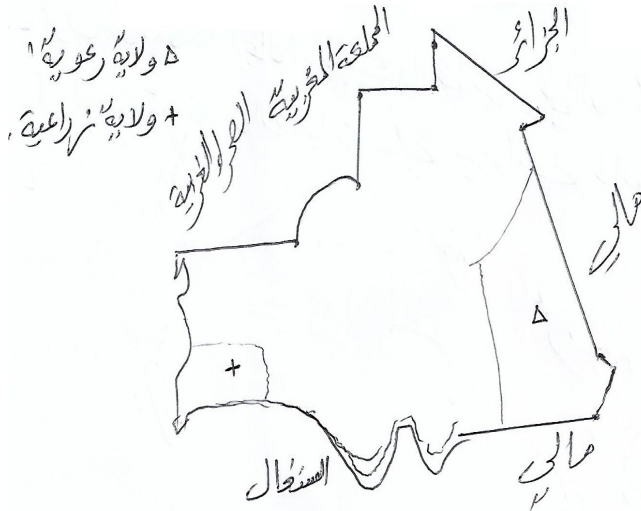 الجزائر
Δ ولاية رعوية
المملكة المغربية
+ ولاية زراعية .
الصحراء الغربية
مالي
Δ
+
مالي
السنغال